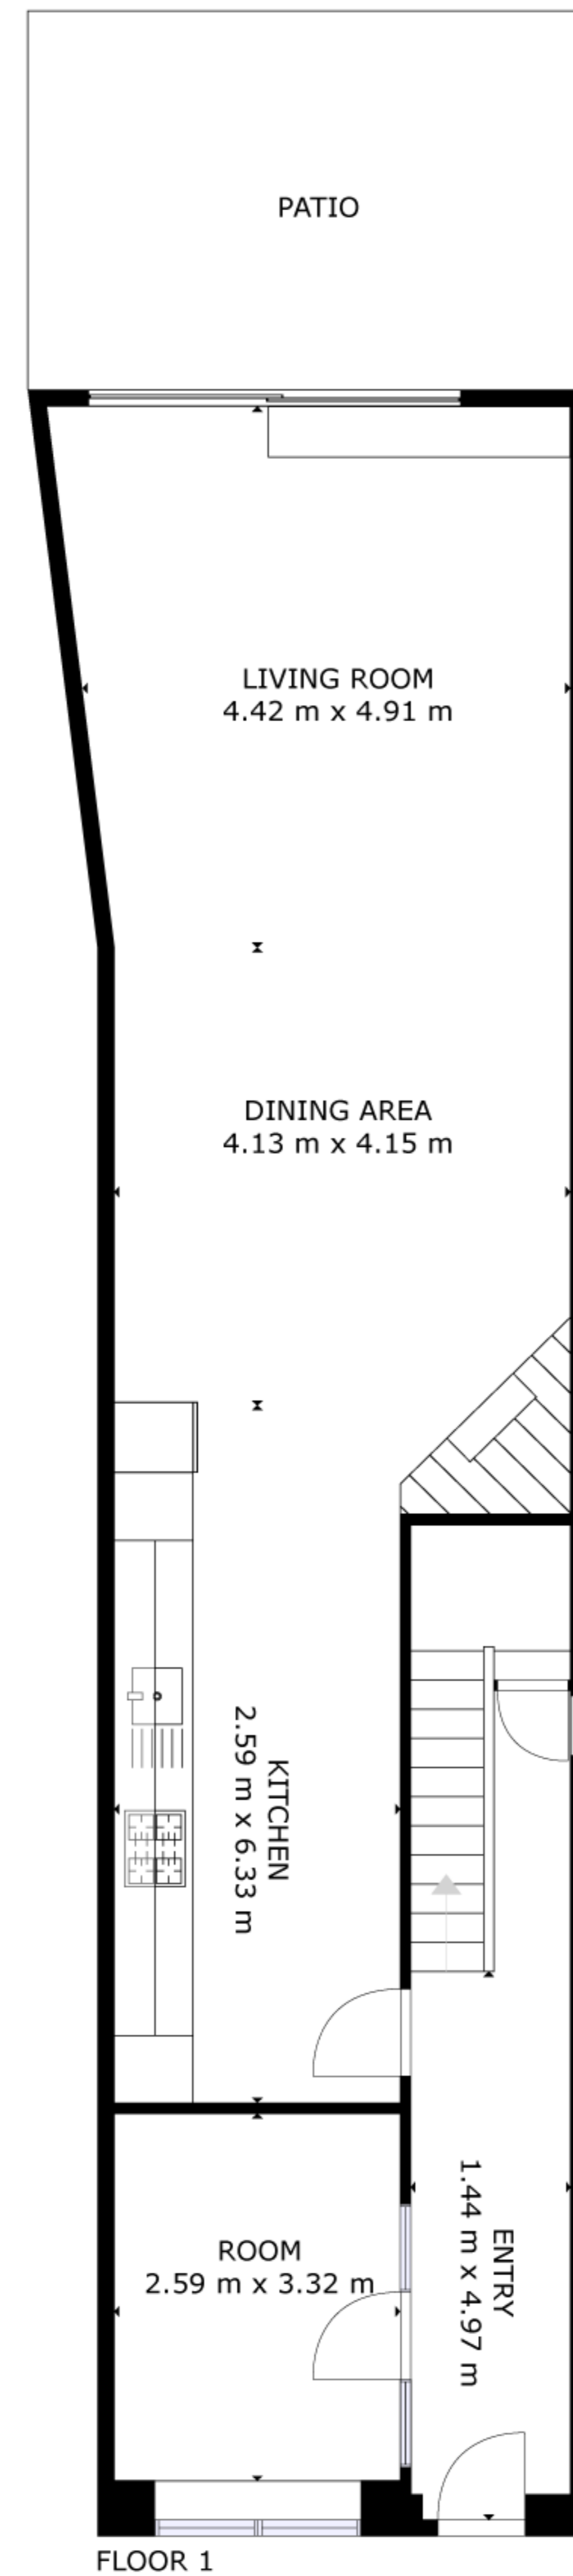 PATIO
LIVING ROOM
4.42 m x 4.91 m
DINING AREA
4.13 m x 4.15 m
KITCHEN
2.59 m x 6.33 m
ROOM
2.59 m x 3.32 m
ENTRY
1.44 m x 4.97 m
FLOOR 1